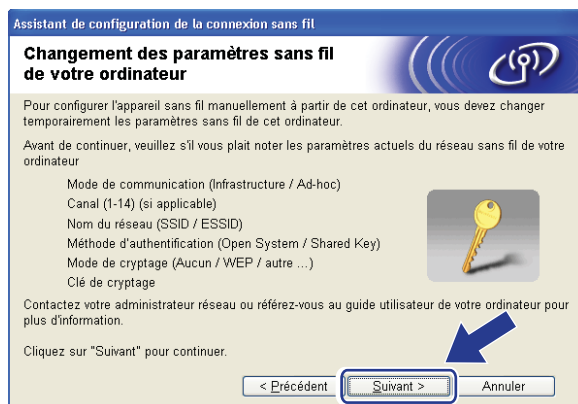 Assistant de configuration de la connexion sans fil
Changement des paramètres sans fil
de votre ordinateur
Pour configurer l'appareil sans fil manuellement à partir de cet ordinateur, vous devez changer
temporairement les paramètres sans fil de cet ordinateur.
Avant de continuer, veuillez s'il vous plait noter les paramètres actuels du réseau sans fil de votre
ordinateur
Mode de communication (Infrastructure / Ad-hoc)
Canal (1-14) (si applicable)
Nom du réseau (SSID / ESSID)
Méthode d'authentification (Open System / Shared Key)
Mode de cryptage (Aucun / WEP / autre ...)
Clé de cryptage
Contactez votre administrateur réseau ou référez-vous au guide utilisateur de votre ordinateur pour
plus d'information.
Cliquez sur "Suivant" pour continuer.
< Précédent Suivant > Annuler